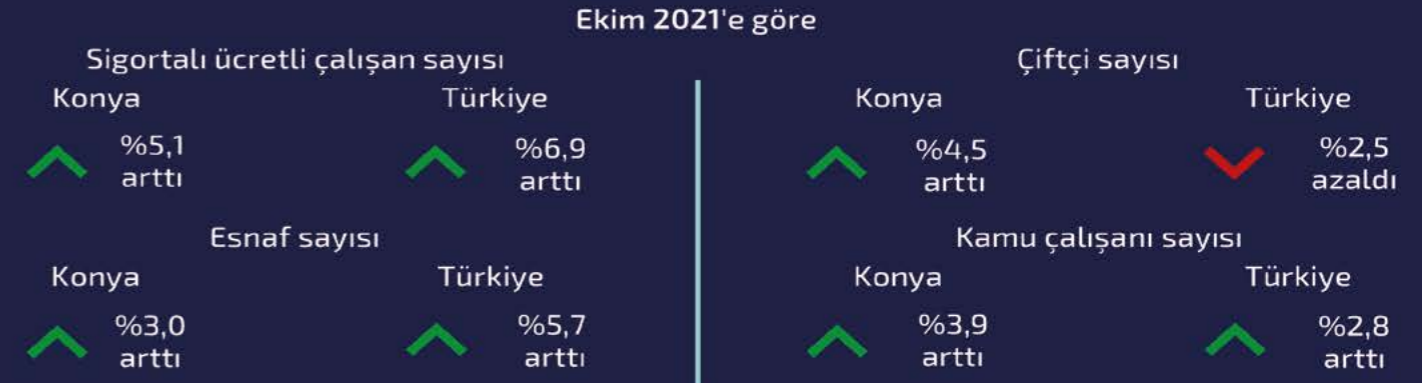 Ekim 2021'e göre
Sigortalı ücretli çalışan sayısı
Konya
Türkiye
%5,1
arttı
%6,9
arttı
Esnaf sayısı
Konya
Türkiye
%3,0
arttı
%5,7
arttı
Çiftçi sayısı
Konya
Türkiye
%4,5
arttı
%2,5
azaldı
Kamu çalışanı sayısı
Konya
Türkiye
%3,9
arttı
%2,8
arttı